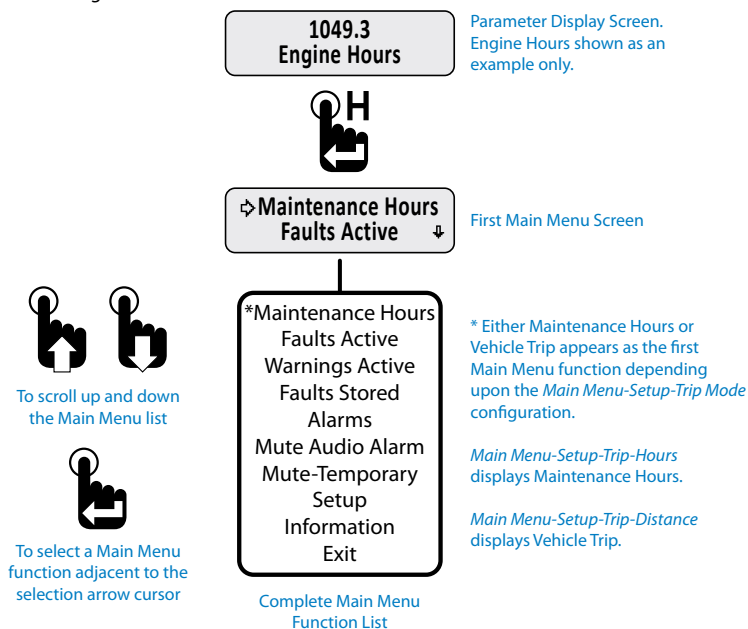 1049.3
Engine Hours
Parameter Display Screen.
Engine Hours shown as an
example only.
H
Maintenance Hours
Faults Active
First Main Menu Screen
*Maintenance Hours
Faults Active
Warnings Active
Faults Stored
Alarms
Mute Audio Alarm
Mute-Temporary
Setup
Information
Exit
To scroll up and down
the Main Menu list
To select a Main Menu
function adjacent to the
selection arrow cursor
* Either Maintenance Hours or
Vehicle Trip appears as the first
Main Menu function depending
upon the Main Menu-Setup-Trip Mode
configuration.
Main Menu-Setup-Trip-Hours
displays Maintenance Hours.
Main Menu-Setup-Trip-Distance
displays Vehicle Trip.
Complete Main Menu
Function List